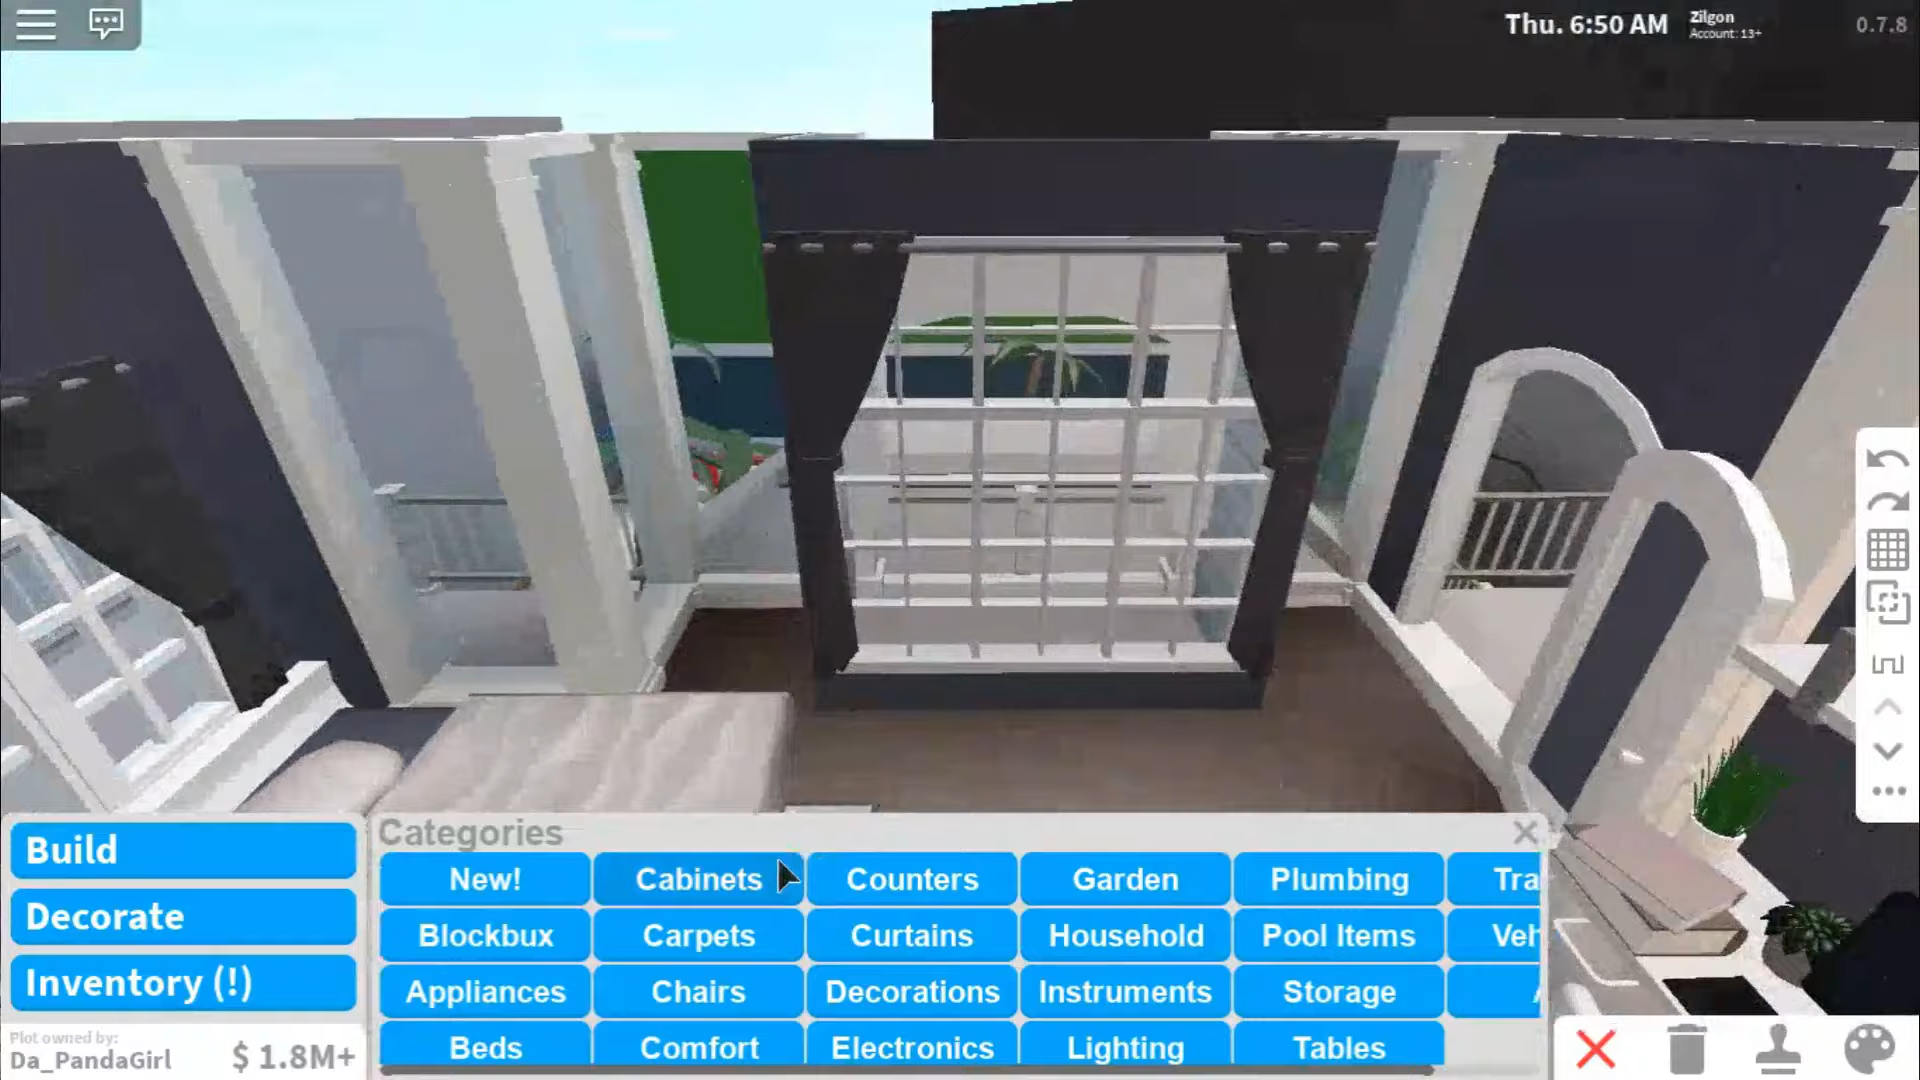 Thu. 6:50 AM
Zilgon
Account: 13+
0.7.8
Build
Decorate
Inventory (!)
Plot owned by:
Da_PandaGirl
$ 1.8M+
Categories
New! Cabinets Counters Garden Plumbing Tra
Blockbux Carpets Curtains Household Pool Items Veh
Appliances Chairs Decorations Instruments Storage
Beds Comfort Electronics Lighting Tables